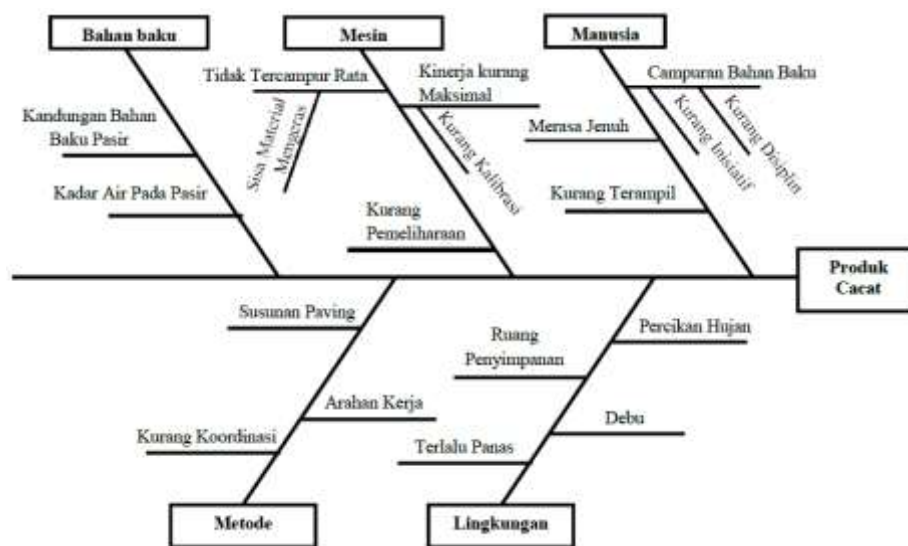 Bahan baku
Mesin
Manusia
Tidak Tercampur Rata
Kinerja kurang
Maksimal
Campuran Bahan Baku
Kandungan Bahan
Baku Pasir
Sisa Material
Mengeras
Kurang Kalibrasi
Merasa Jenuh
Kurang Inisiatif
Kurang Disiplin
Kadar Air Pada Pasir
Kurang
Pemeliharaan
Kurang Terampil
Produk
Cacat
Susunan Paving
Ruang
Penyimpanan
Percikan Hujan
Arahan Kerja
Debu
Kurang Koordinasi
Terlalu Panas
Metode
Lingkungan